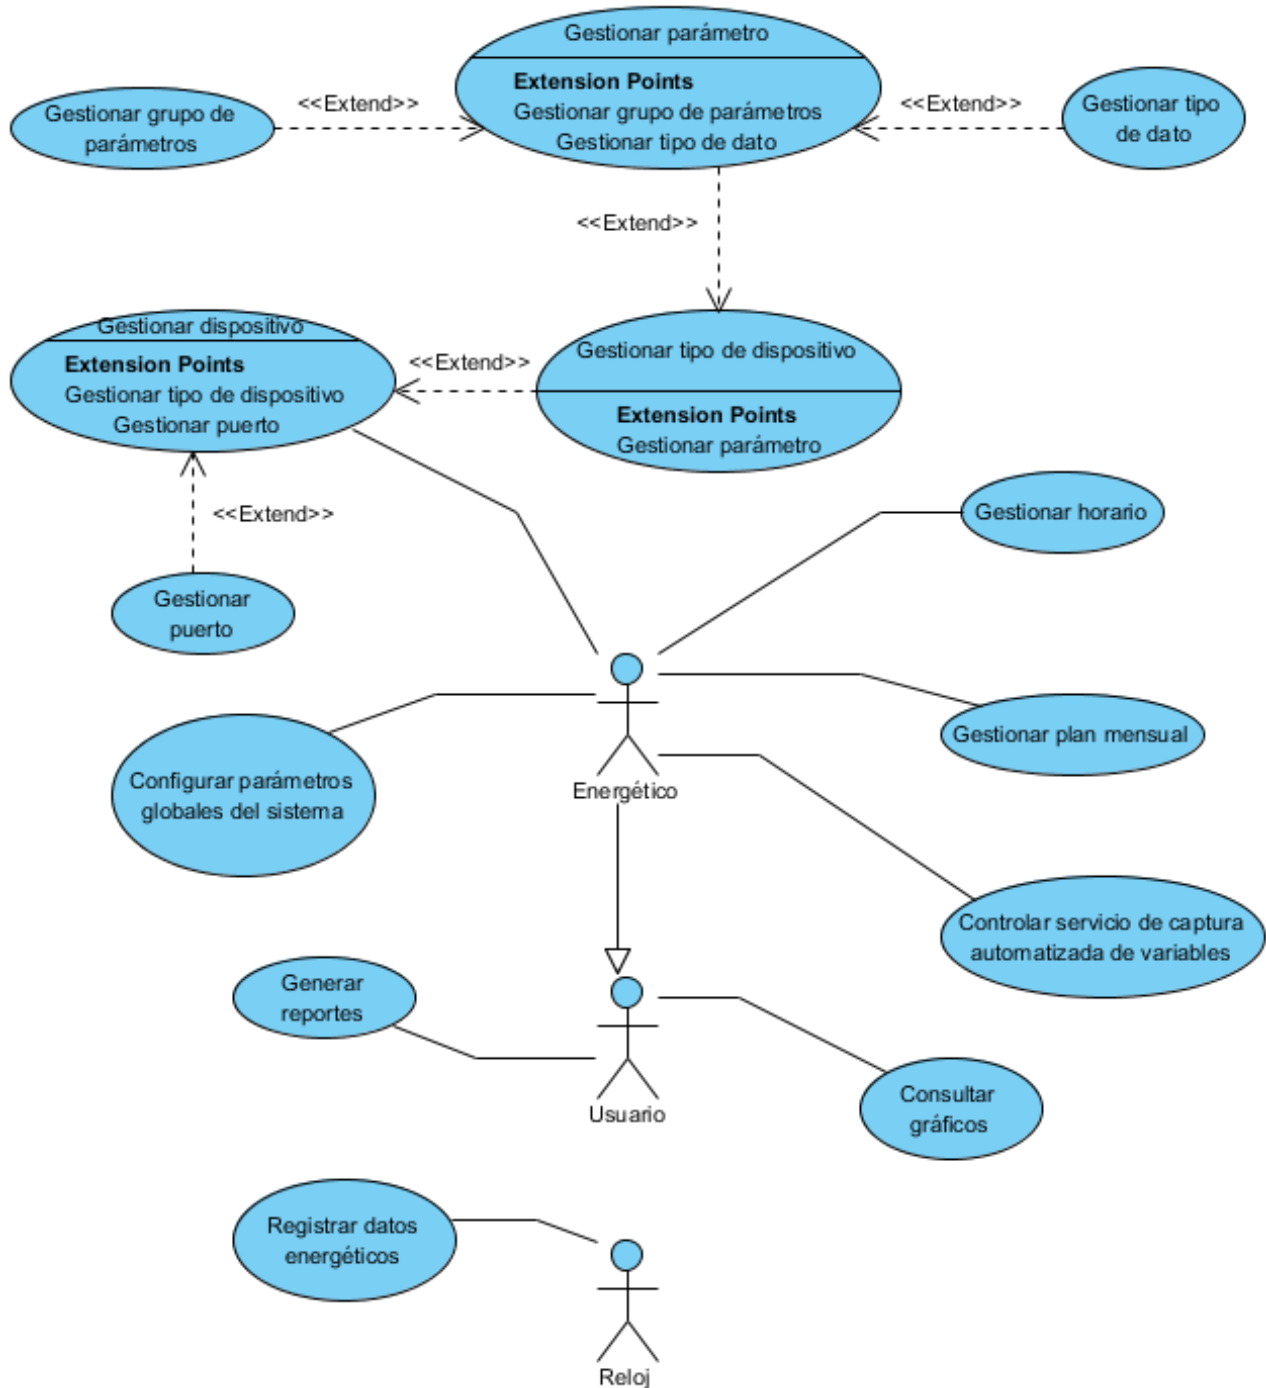 Gestionar parámetro
Extension Points
Gestionar grupo de parámetros
Gestionar tipo de dato
Gestionar grupo de
parámetros
<<Extend>>
<<Extend>>
Gestionar tipo
de dato
<<Extend>>
Gestionar dispositivo
Extension Points
Gestionar tipo de dispositivo
Gestionar puerto
<<Extend>>
Gestionar tipo de dispositivo
Extension Points
Gestionar parámetro
<<Extend>>
Gestionar horario
Gestionar
puerto
Energético
Gestionar plan mensual
Configurar parámetros
globales del sistema
Controlar servicio de captura
automatizada de variables
Generar
reportes
Usuario
Consultar
gráficos
Registrar datos
energéticos
Reloj